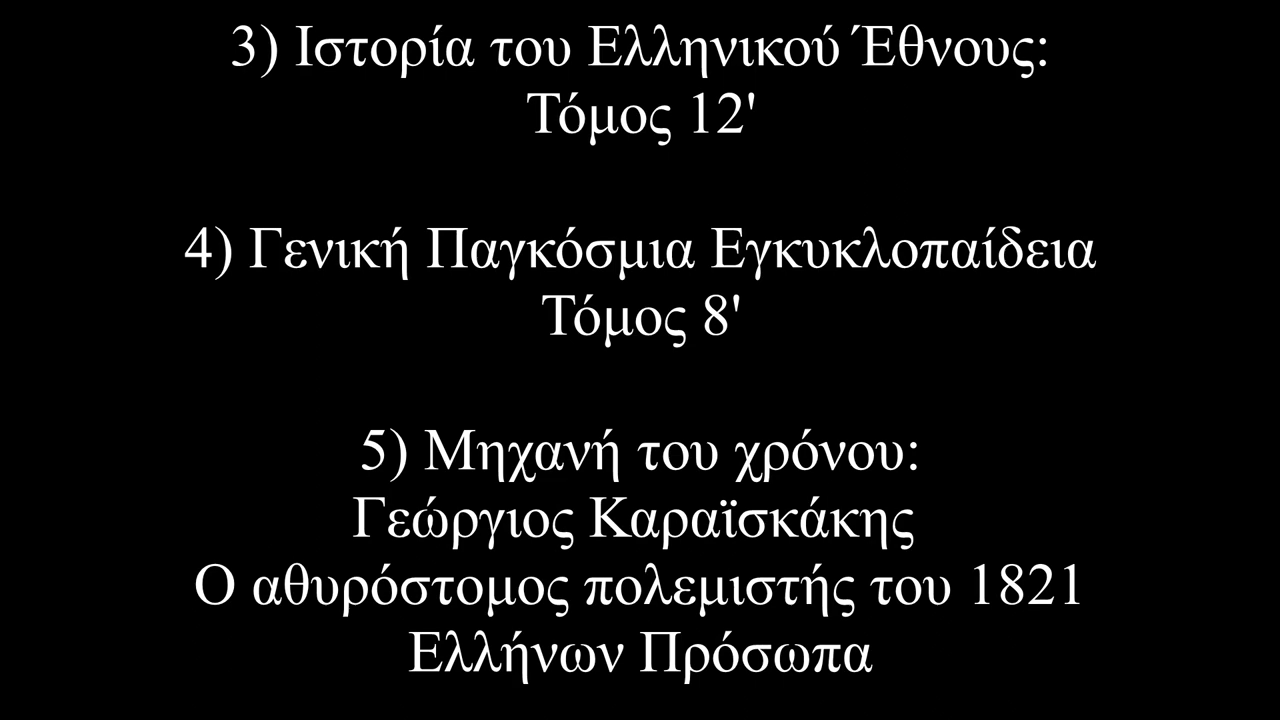 3) Ιστορία του Ελληνικού Έθνους:
Τόμος 12'
4) Γενική Παγκόσμια Εγκυκλοπαίδεια
Τόμος 8'
5) Μηχανή του χρόνου:
Γεώργιος Καραϊσκάκης
Ο αθυρόστομος πολεμιστής του 1821
Ελλήνων Πρόσωπα